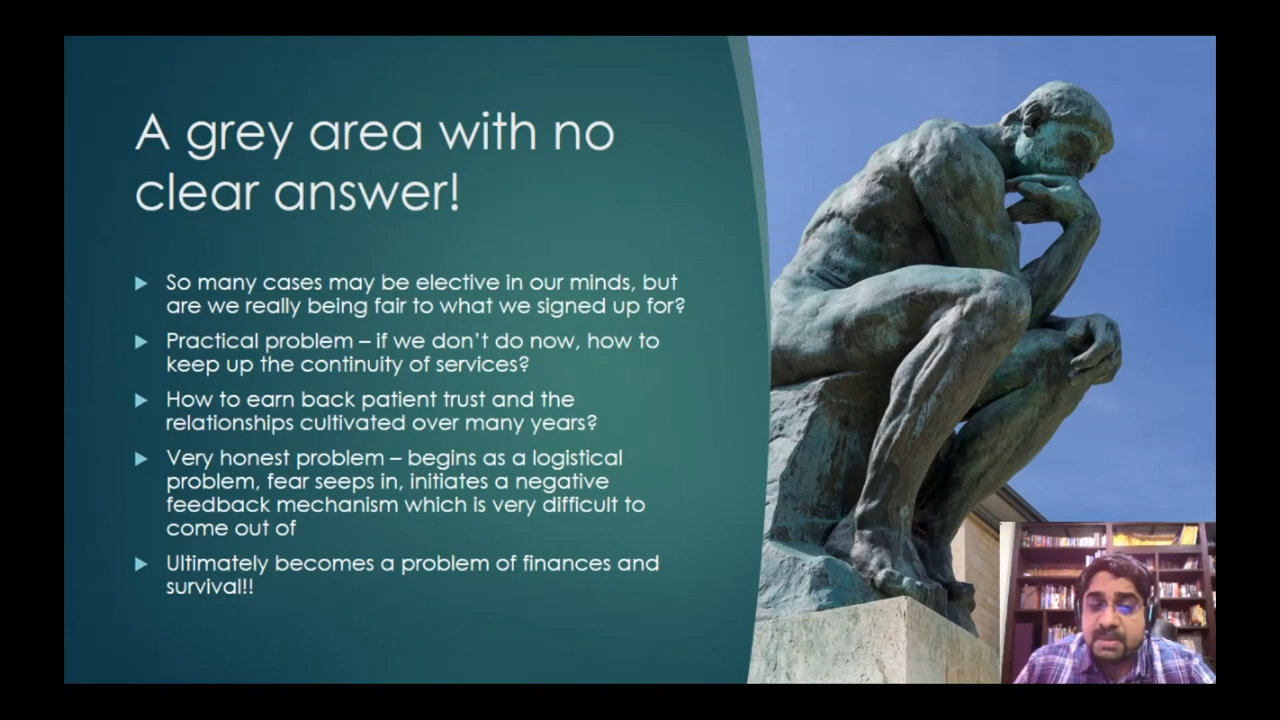 A grey area with no
clear answer!
So many cases may be elective in our minds, but
are we really being fair to what we signed up for?
Practical problem – if we don't do now, how to
keep up the continuity of services?
How to earn back patient trust and the
relationships cultivated over many years?
Very honest problem – begins as a logistical
problem, fear seeps in, initiates a negative
feedback mechanism which is very difficult to
come out of
Ultimately becomes a problem of finances and
survival!!